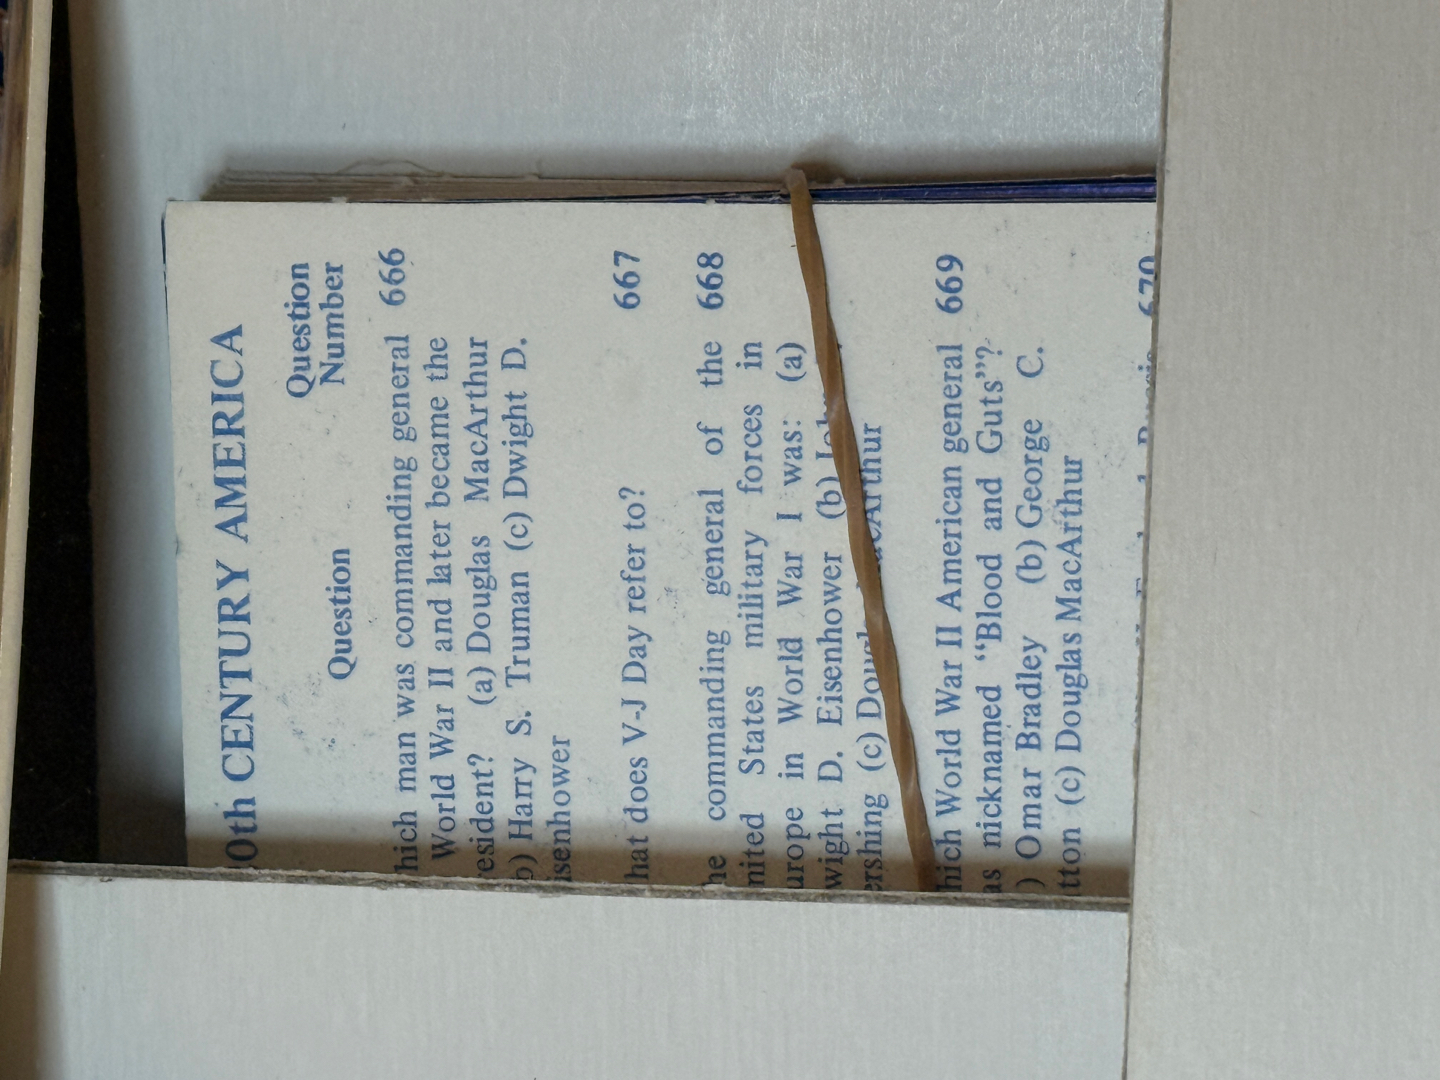 0th CENTURY AMERICA
Question
Question
Number
hich man was commanding general 666
World War II and later became the
esident? (a) Douglas MacArthur
b) Harry S. Truman (c) Dwight D.
isenhower
hat does V-J Day refer to? 667
he commanding general of the 668
nited States military forces in
urope in World War I was: (a)
wight D. Eisenhower (b)
ershing (c)
hich World War II American general 669
as nicknamed “Blood and Guts”?
) Omar Bradley (b) George C.
tton (c) Douglas MacArthur
670